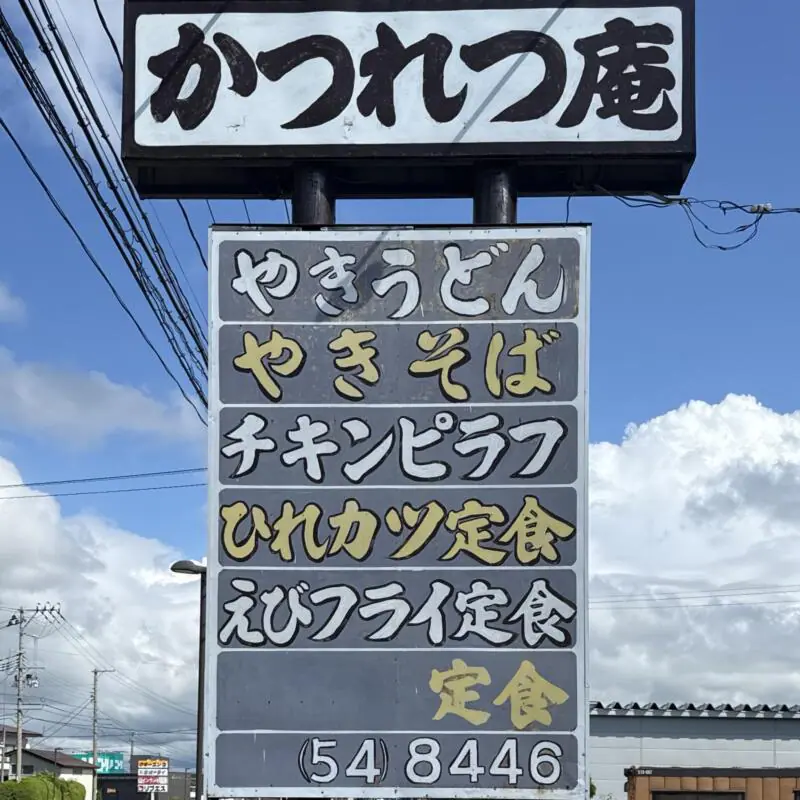 かつれつ庵
やきうどん
やきそば
チキンピラフ
ひれカツ定食
えびフライ定食
定食
(54) 8446